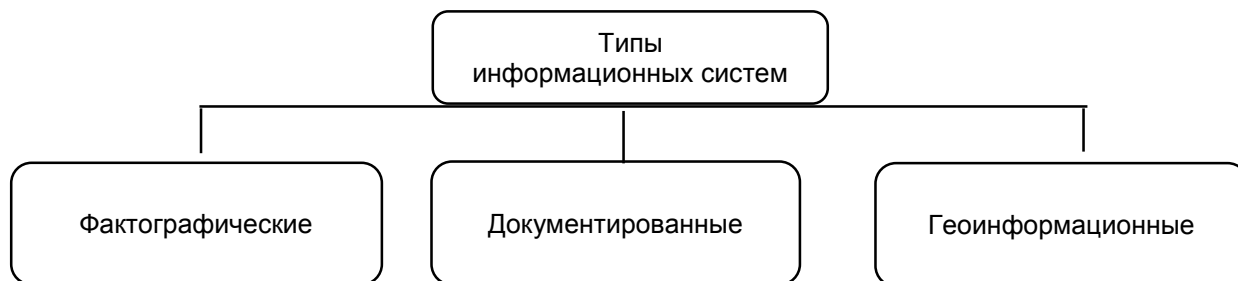 Типы
информационных систем
Фактографические
Документированные
Геоинформационные